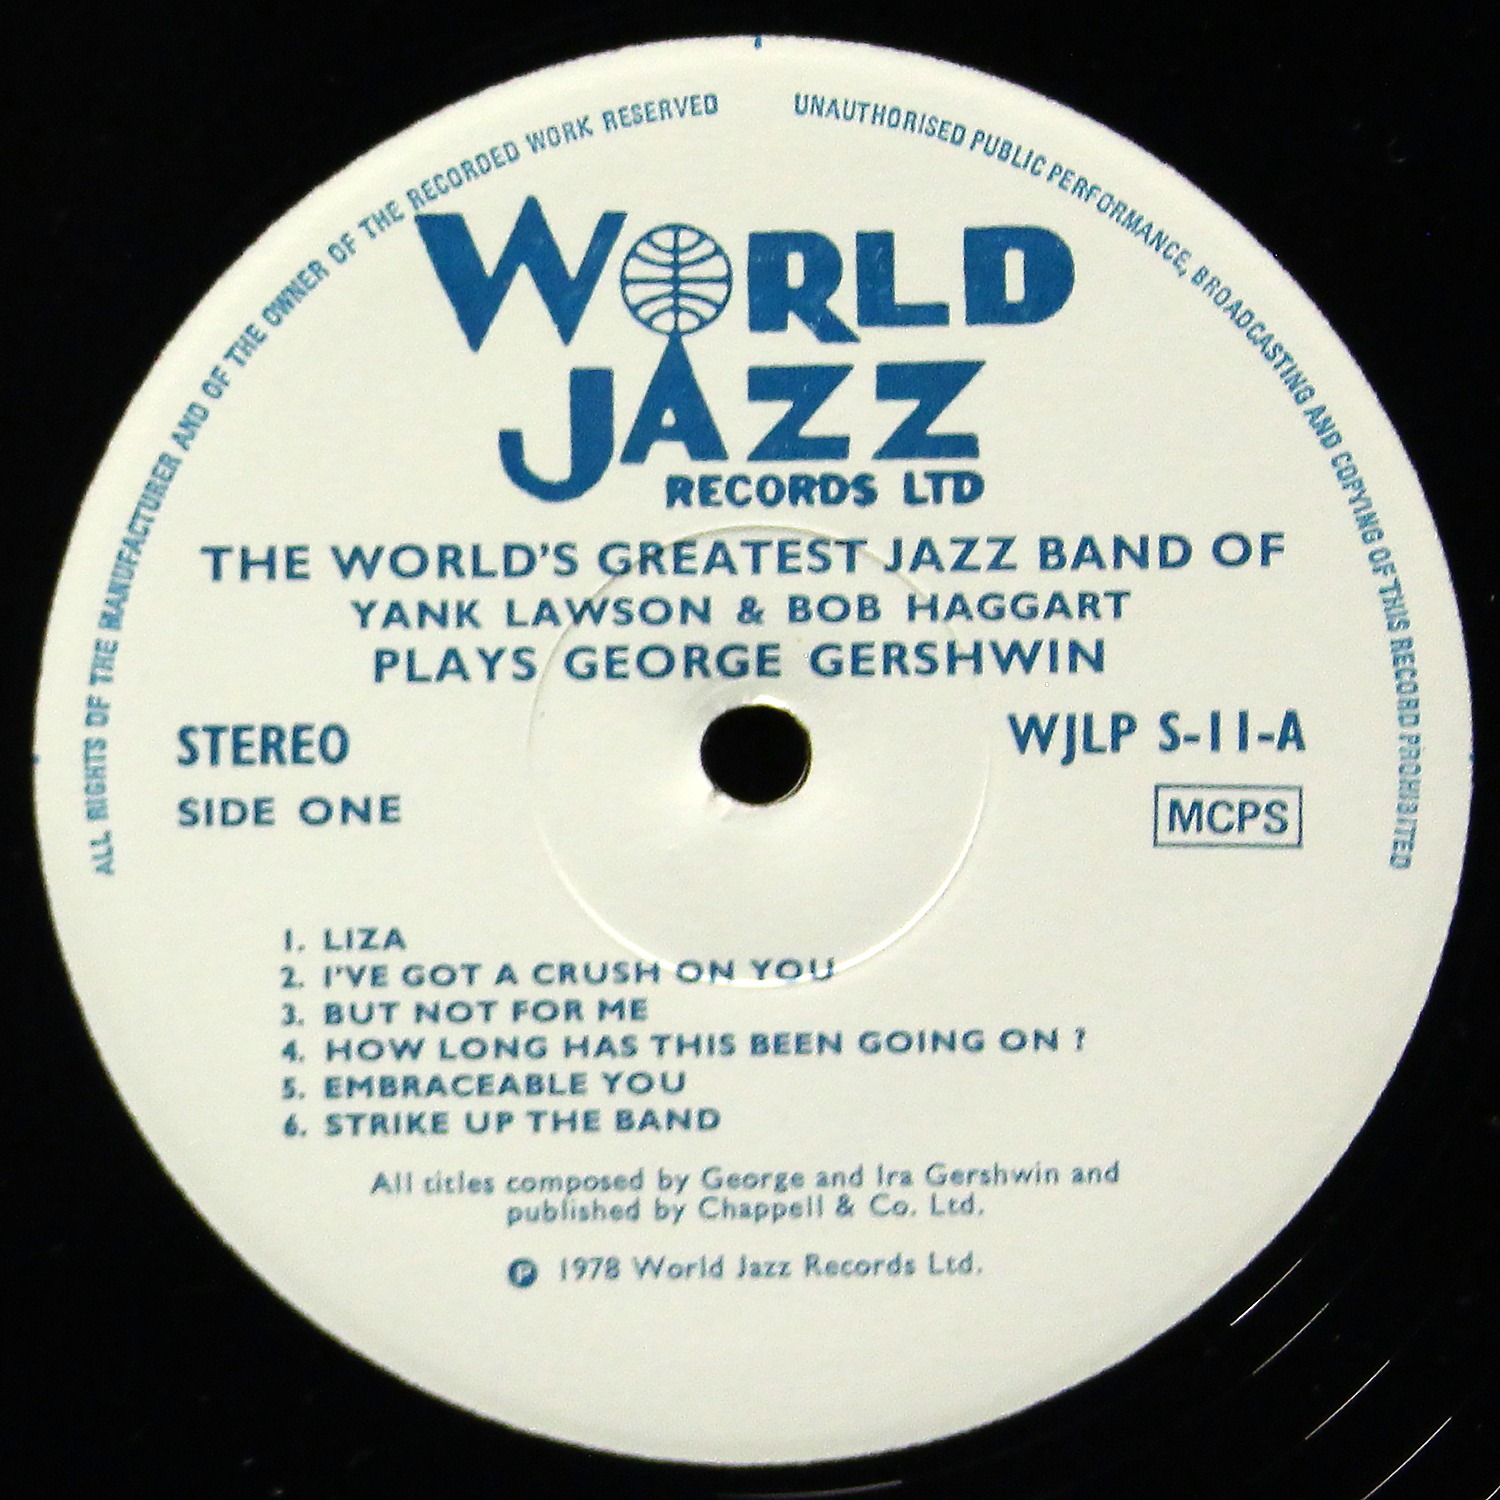 ALL RIGHTS OF THE MANUFACTURER AND OF THE OWNER OF THE RECORDED WORK RESERVED
UNAUTHORISED PUBLIC PERFORMANCE, BROADCASTING AND COPYING OF THIS RECORD PROHIBITED
WORLD
JAZZ
RECORDS LTD
THE WORLD'S GREATEST JAZZ BAND OF
YANK LAWSON & BOB HAGGART
PLAYS GEORGE GERSHWIN
STEREO
WJLP S-11-A
SIDE ONE
MCPS
1. LIZA
2. I'VE GOT A CRUSH ON YOU
3. BUT NOT FOR ME
4. HOW LONG HAS THIS BEEN GOING ON ?
5. EMBRACEABLE YOU
6. STRIKE UP THE BAND
All titles composed by George and Ira Gershwin and
published by Chappell & Co. Ltd.
Ⓟ 1978 World Jazz Records Ltd.